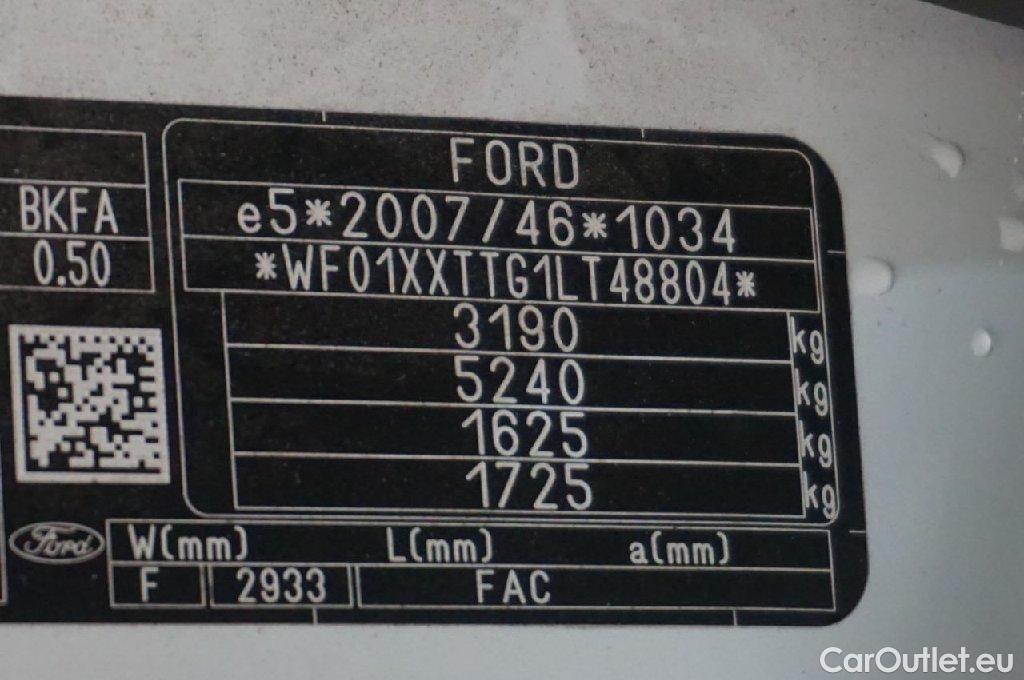 FORD
BKFA
e5*2007/46*1034
0.50
*WF01XXTTG1LT48804*
3190 kg
5240 kg
1625 kg
1725 kg
Ford
W(mm) L(mm) a(mm)
F 2933 FAC
CarOutlet.eu